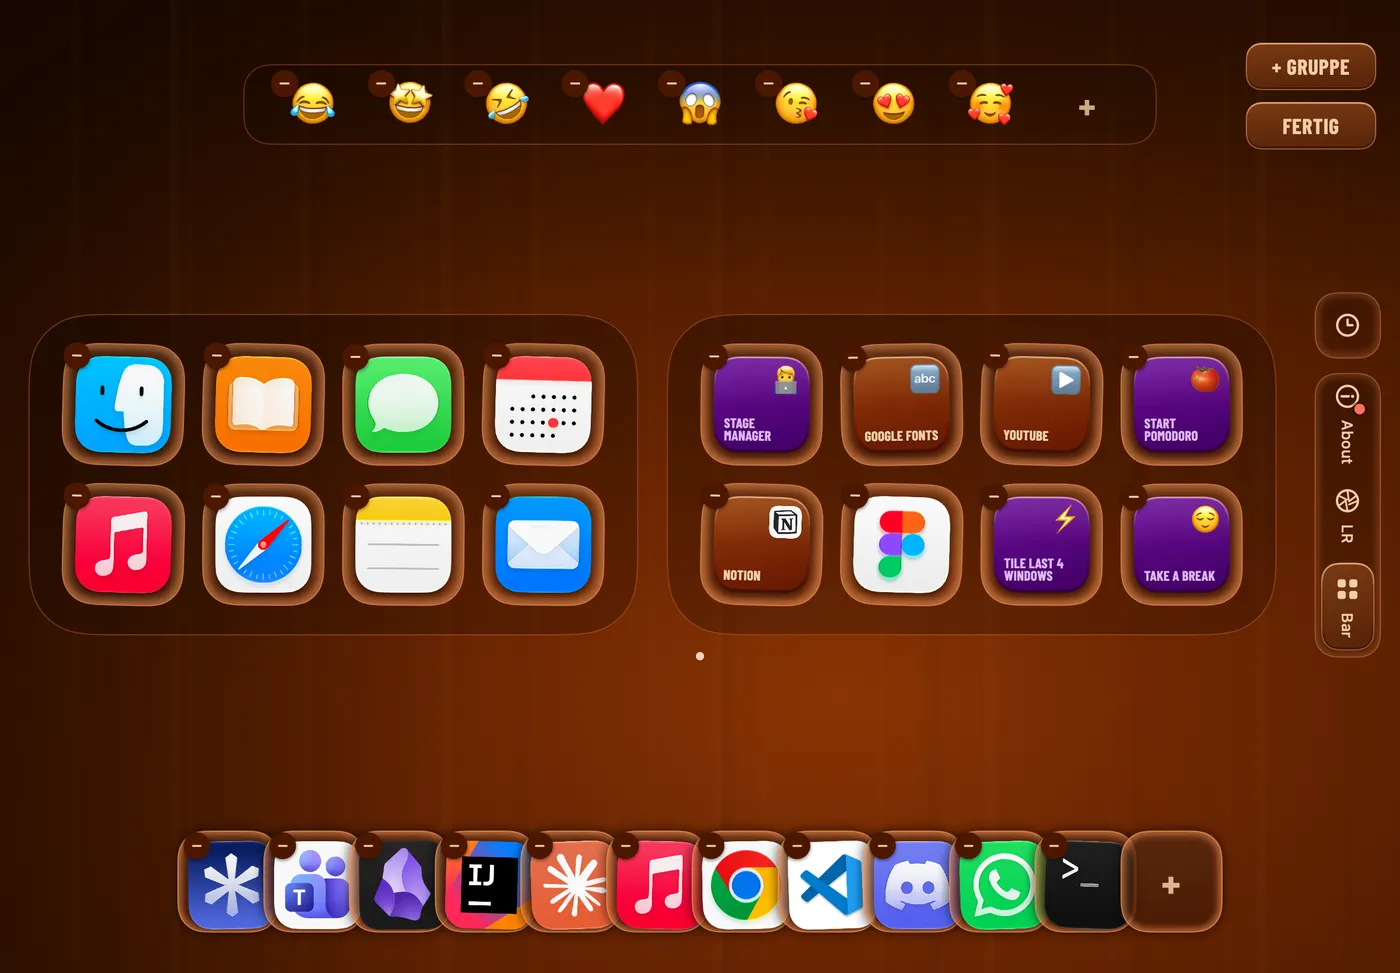 + GRUPPE
FERTIG
STAGE
MANAGER
abc
GOOGLE FONTS
YOUTUBE
START
POMODORO
N
NOTION
TILE LAST 4
WINDOWS
TAKE A BREAK
About
LR
Bar
T
IJ
>_